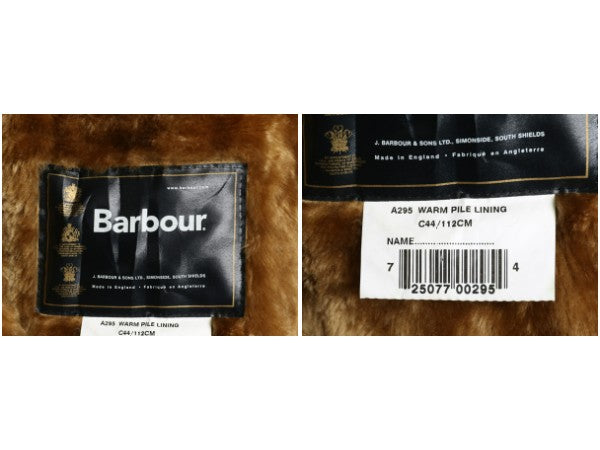 www.barbour.com
Barbour
J. BARBOUR & SONS LTD., SIMONSIDE, SOUTH SHIELDS
Made in England • Fabriqué en Angleterre
A295 WARM PILE LINING
C44/112CM
J. BARBOUR & SONS LTD., SIMONSIDE, SOUTH SHIELDS
Made in England • Fabriqué en Angleterre
A295 WARM PILE LINING
C44/112CM
NAME..............................
7 25077 00295 4